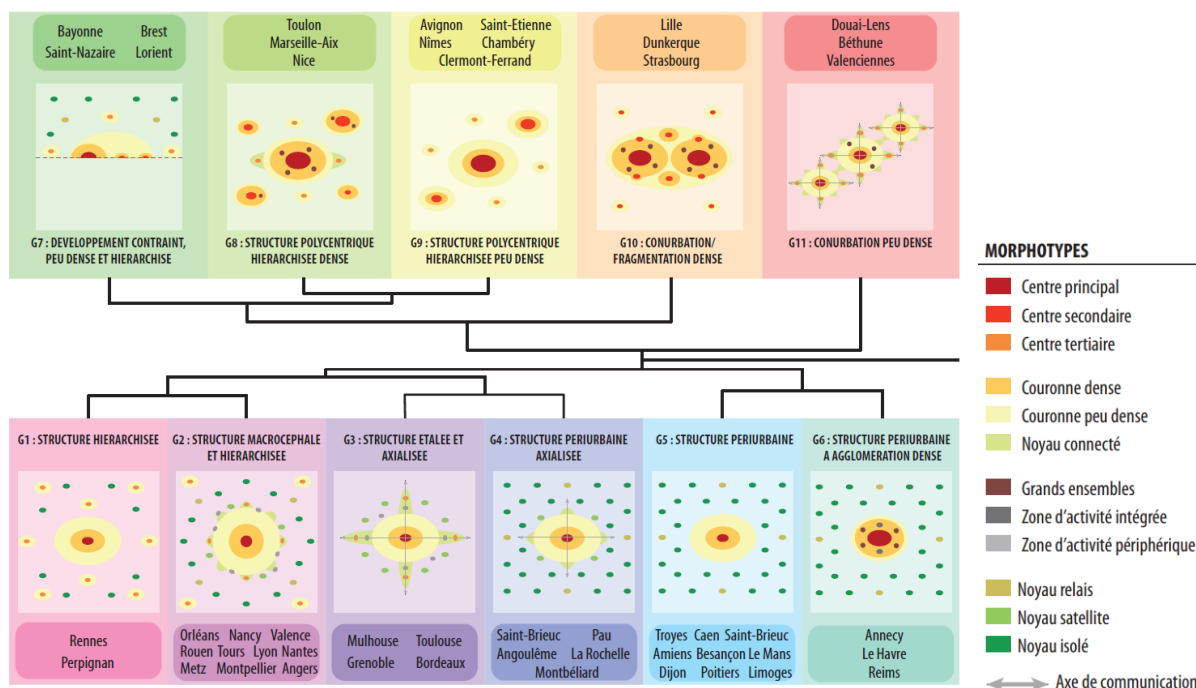 Bayonne Brest
Saint-Nazaire Lorient
Toulon
Marseille-Aix
Nice
Avignon Saint-Etienne
Nîmes Chambéry
Clermont-Ferrand
Lille
Dunkerque
Strasbourg
Douai-Lens
Béthune
Valenciennes
G7 : DEVELOPPEMENT CONTRAINT,
PEU DENSE ET HIERARCHISE
G8 : STRUCTURE POLYCENTRIQUE
HIERARCHISEE DENSE
G9 : STRUCTURE POLYCENTRIQUE
HIERARCHISEE PEU DENSE
G10 : CONURBATION/
FRAGMENTATION DENSE
G11 : CONURBATION PEU DENSE
G1 : STRUCTURE HIERARCHISEE
G2 : STRUCTURE MACROCEPHALE
ET HIERARCHISEE
G3 : STRUCTURE ETALEE ET
AXIALISEE
G4 : STRUCTURE PERIURBAINE
AXIALISEE
G5 : STRUCTURE PERIURBAINE
G6 : STRUCTURE PERIURBAINE
A AGGLOMERATION DENSE
Rennes
Perpignan
Orléans Nancy Valence
Rouen Tours Lyon Nantes
Metz Montpellier Angers
Mulhouse Toulouse
Grenoble Bordeaux
Saint-Brieuc Pau
Angoulême La Rochelle
Montbéliard
Troyes Caen Saint-Brieuc
Amiens Besançon Le Mans
Dijon Poitiers Limoges
Annecy
Le Havre
Reims
MORPHOTYPES
Centre principal
Centre secondaire
Centre tertiaire
Couronne dense
Couronne peu dense
Noyau connecté
Grands ensembles
Zone d'activité intégrée
Zone d'activité périphérique
Noyau relais
Noyau satellite
Noyau isolé
Axe de communication